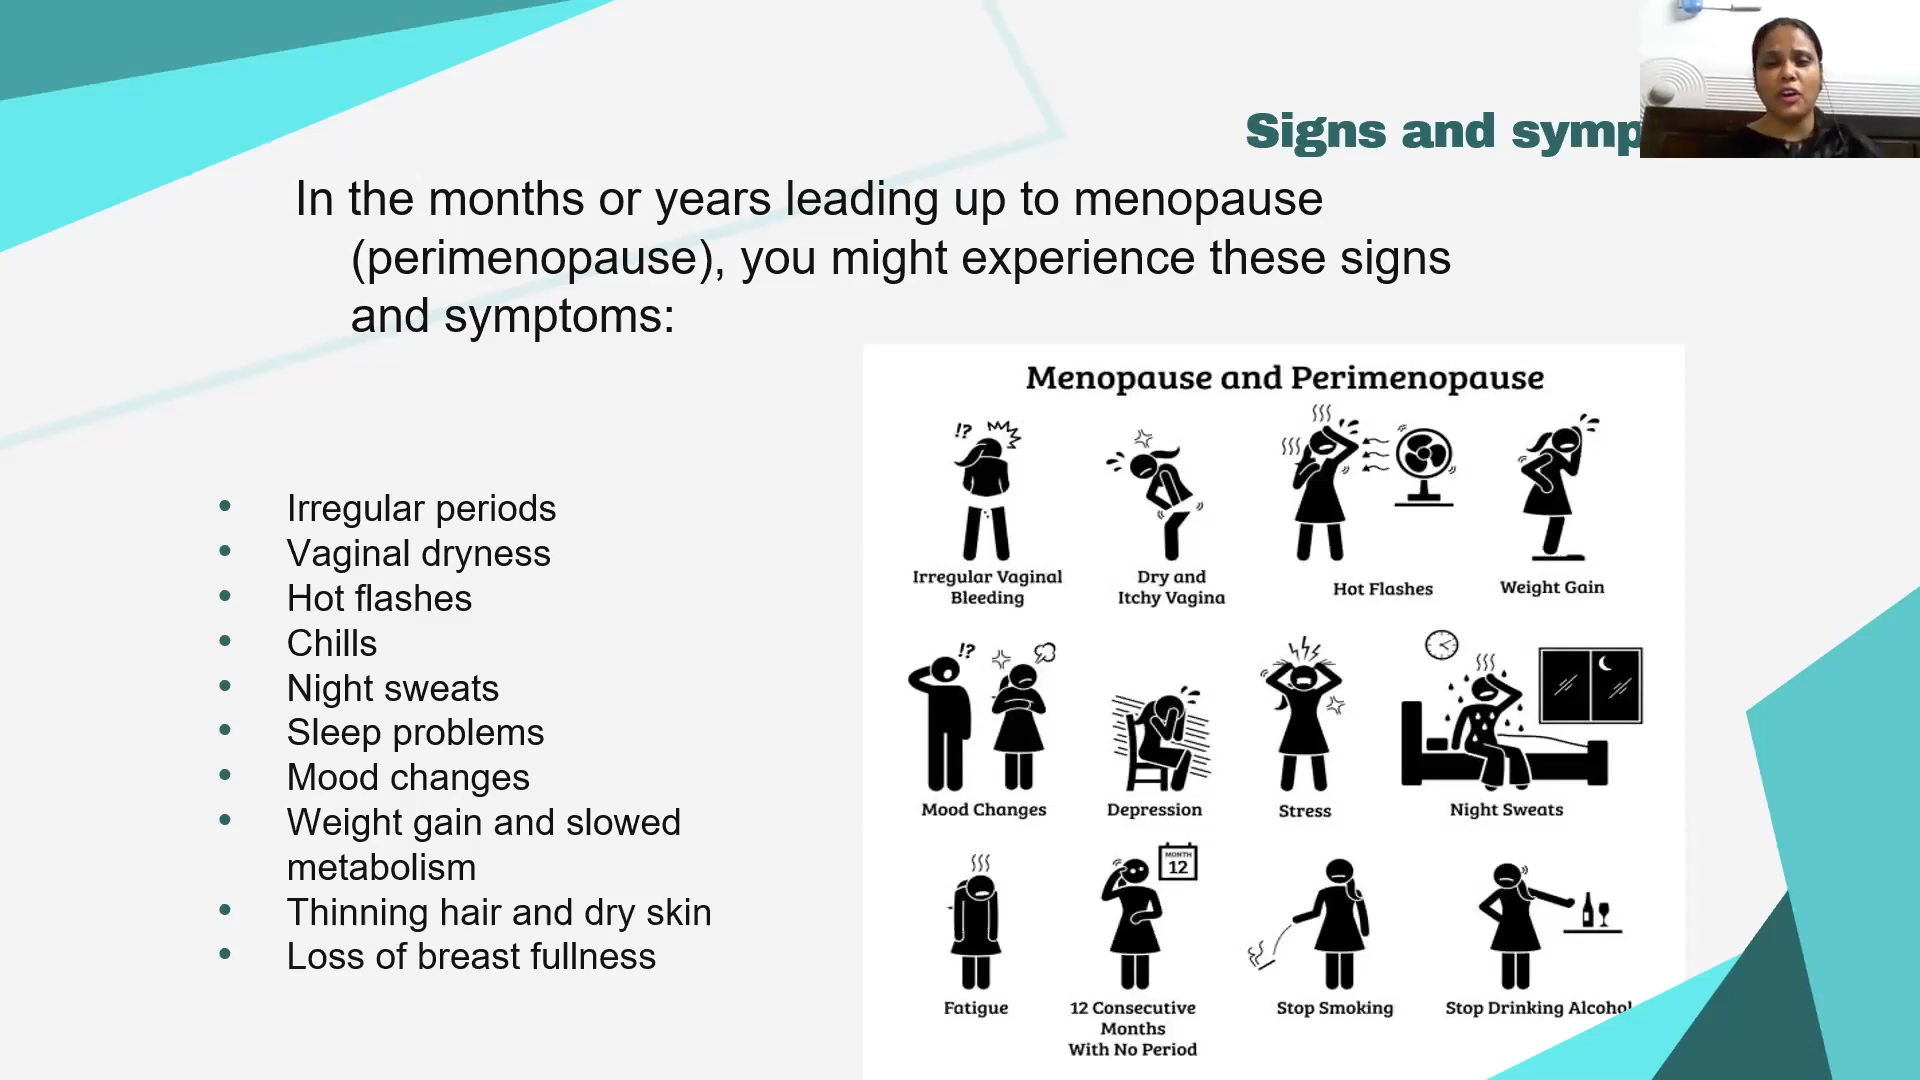 Signs and symp
In the months or years leading up to menopause
(perimenopause), you might experience these signs
and symptoms:
• Irregular periods
• Vaginal dryness
• Hot flashes
• Chills
• Night sweats
• Sleep problems
• Mood changes
• Weight gain and slowed
metabolism
• Thinning hair and dry skin
• Loss of breast fullness
Menopause and Perimenopause
!?
Irregular Vaginal
Bleeding
Dry and
Itchy Vagina
Hot Flashes
Weight Gain
!?
Mood Changes
Depression
Stress
Night Sweats
Fatigue
MONTH
12
12 Consecutive
Months
With No Period
Stop Smoking
Stop Drinking Alcohol